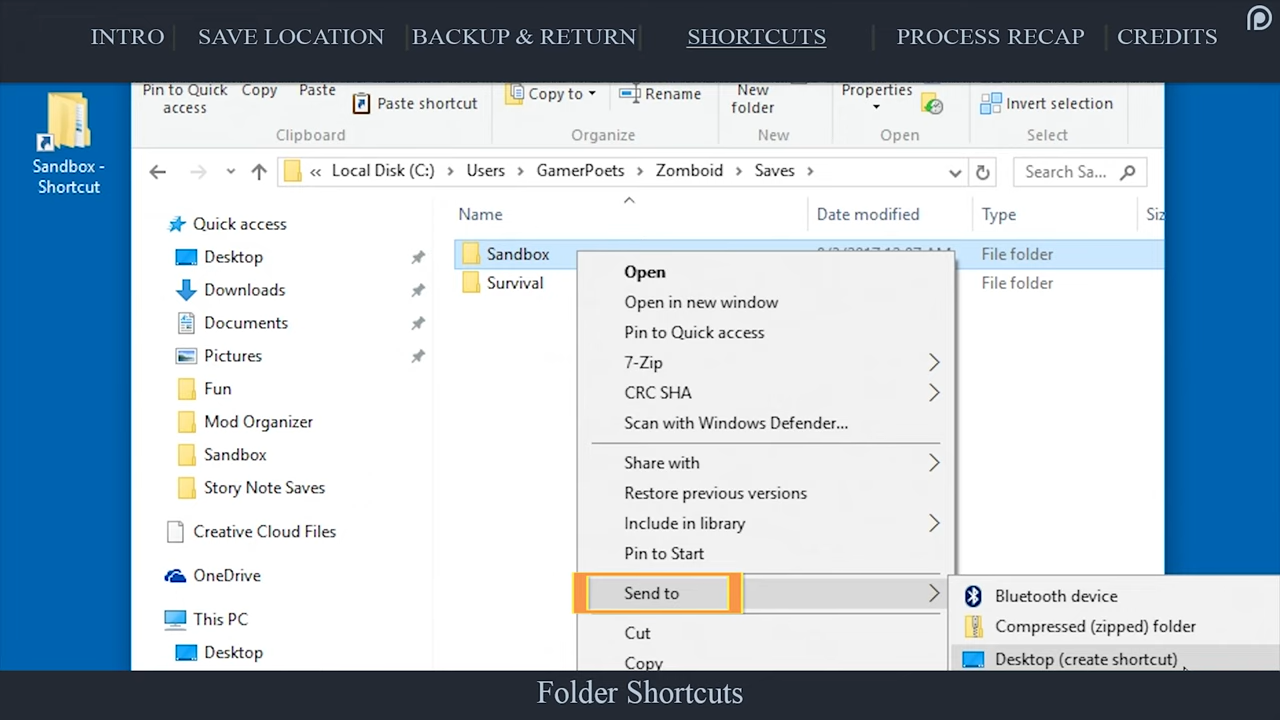 INTRO SAVE LOCATION BACKUP & RETURN SHORTCUTS PROCESS RECAP CREDITS
Sandbox -
Shortcut
Pin to Quick
access
Copy
Paste
Paste shortcut
Clipboard
Copy to
Rename
Organize
New
folder
New
Properties
Open
Invert selection
Select
« Local Disk (C:) > Users > GamerPoets > Zomboid > Saves >
Search Sa...
Name Date modified Type
Sandbox File folder
Survival File folder
Quick access
Desktop
Downloads
Documents
Pictures
Fun
Mod Organizer
Sandbox
Story Note Saves
Creative Cloud Files
OneDrive
This PC
Desktop
Open
Open in new window
Pin to Quick access
7-Zip
CRC SHA
Scan with Windows Defender...
Share with
Restore previous versions
Include in library
Pin to Start
Send to
Cut
Copy
Bluetooth device
Compressed (zipped) folder
Desktop (create shortcut)
Folder Shortcuts